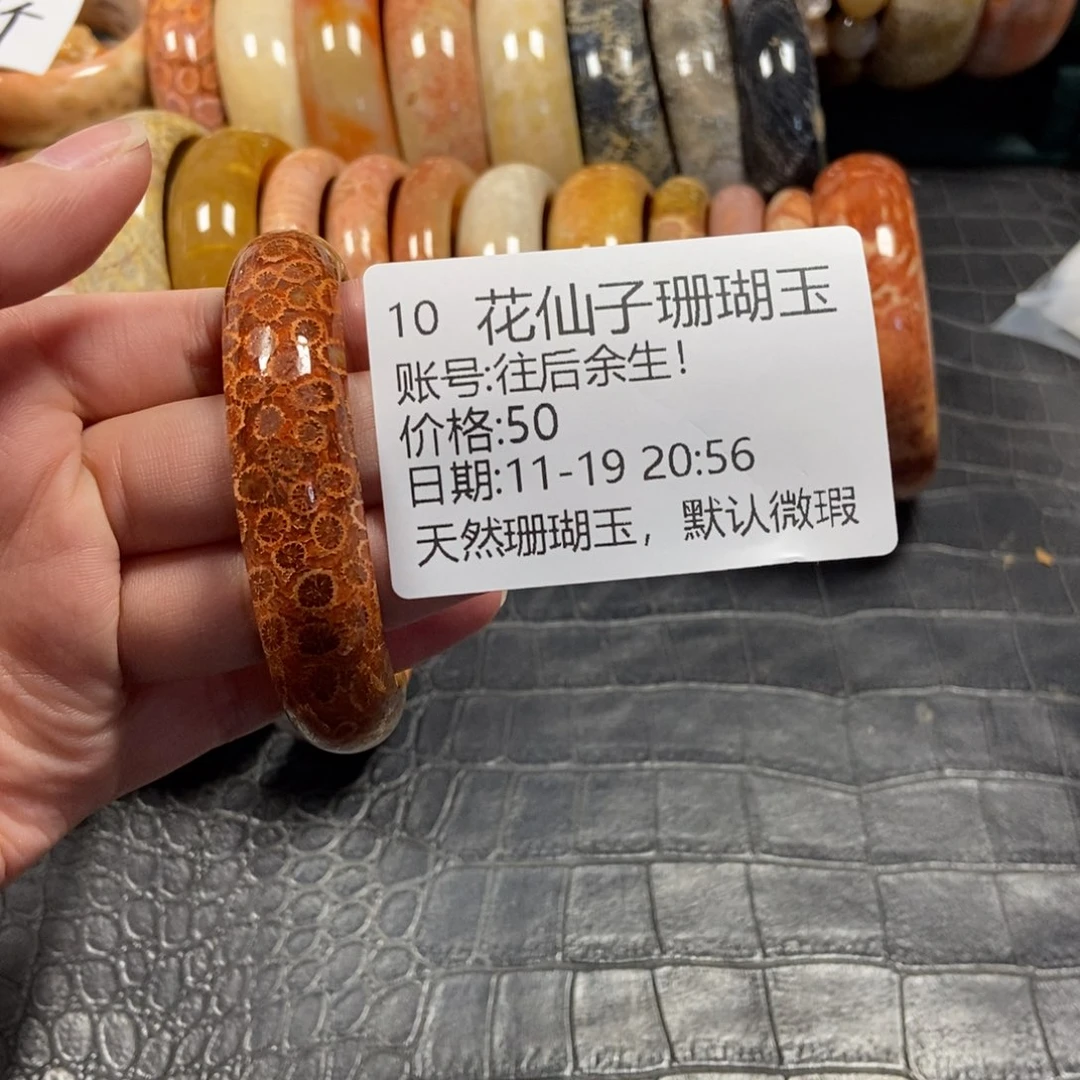 10 花仙子珊瑚玉
账号:往后余生!
价格:50
日期:11-19 20:56
天然珊瑚玉，默认微瑕